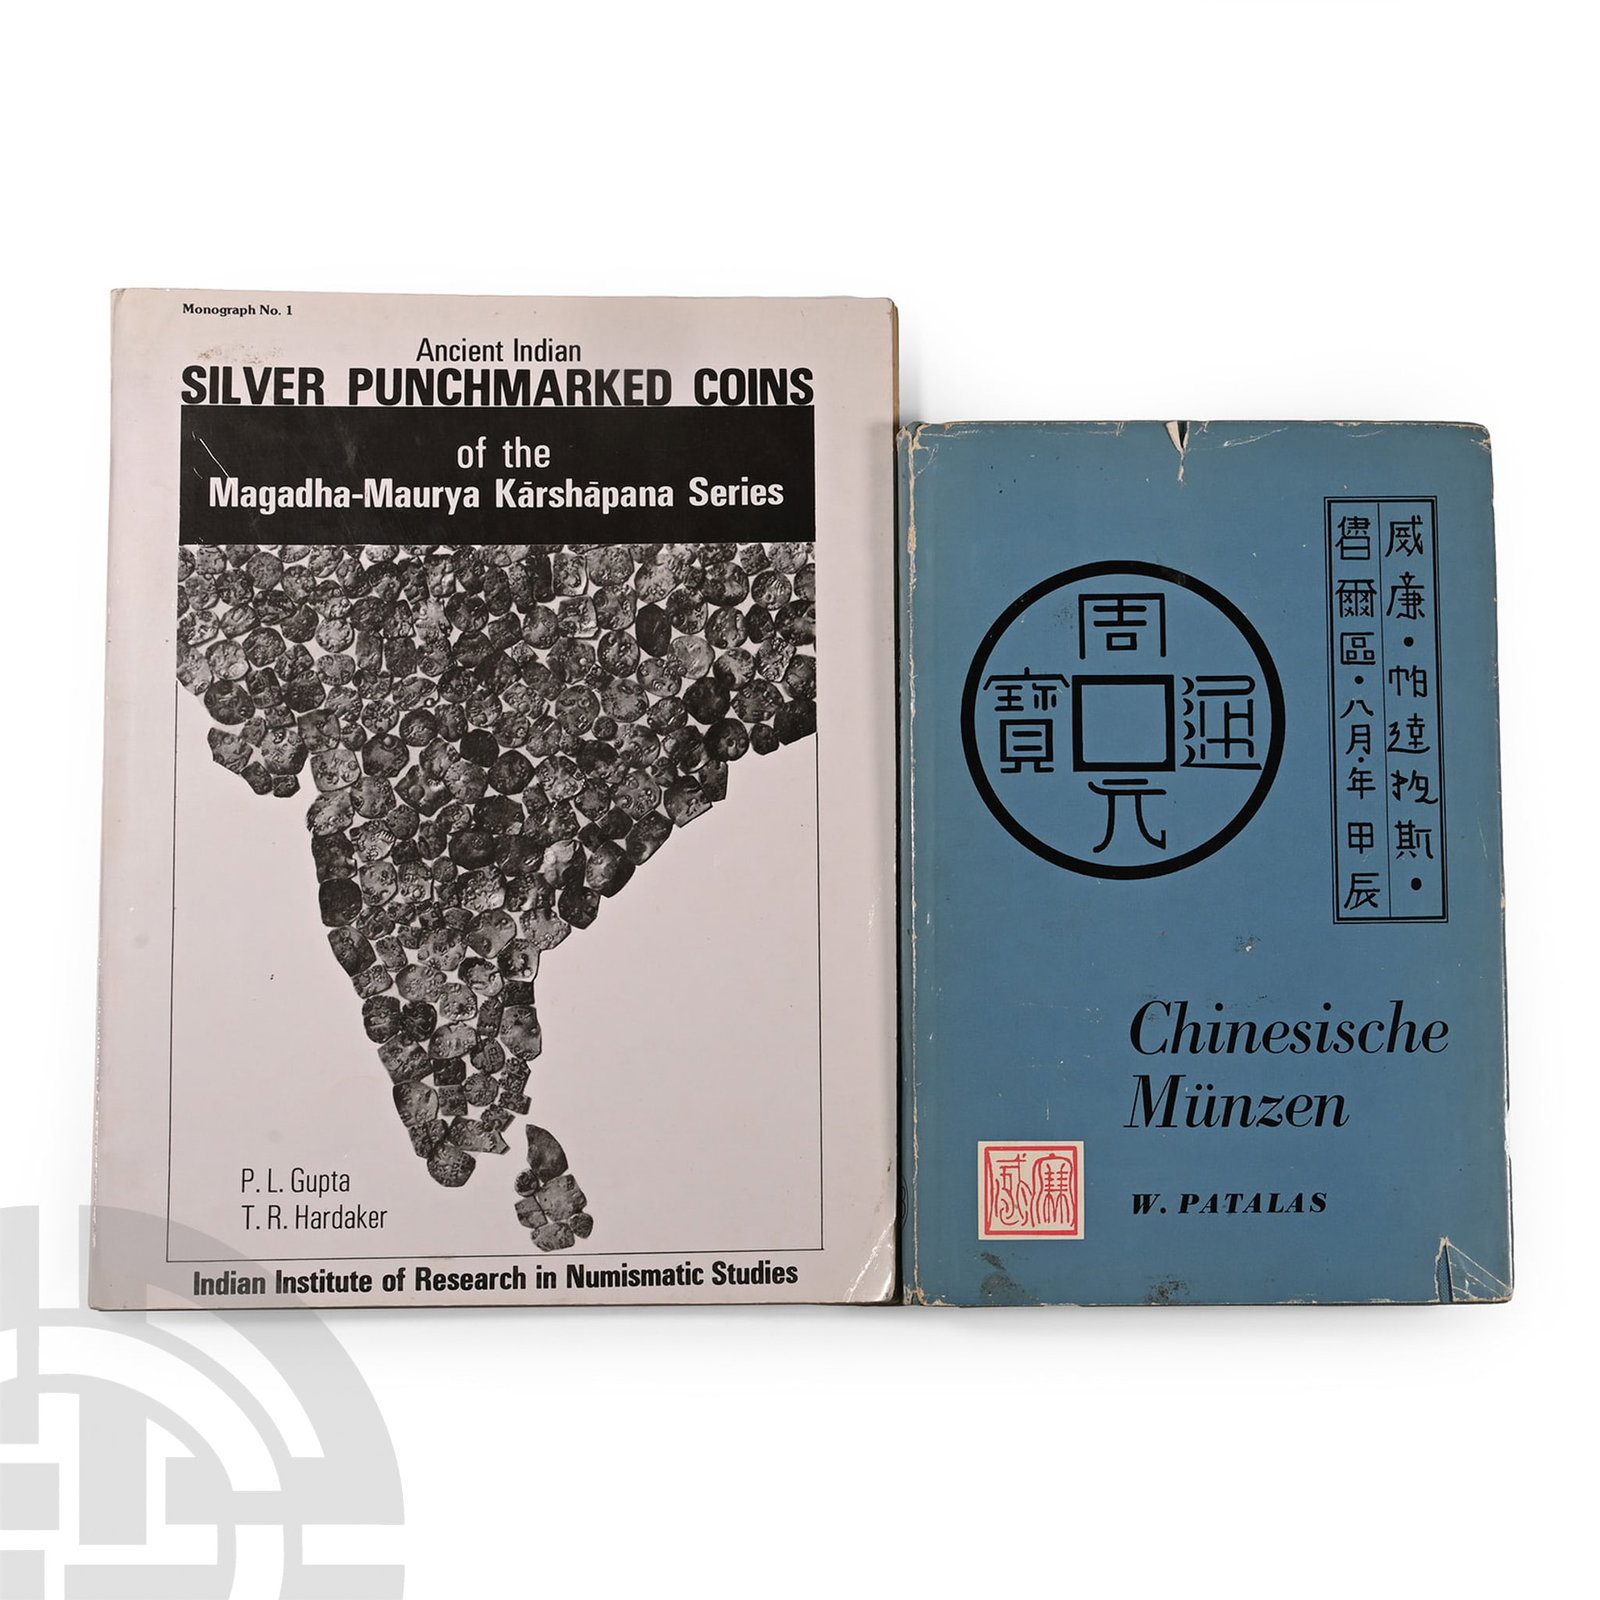 Monograph No. 1
Ancient Indian
SILVER PUNCHMARKED COINS
of the
Magadha-Maurya Kārshāpana Series
P. L. Gupta
T. R. Hardaker
Indian Institute of Research in Numismatic Studies
周
元
通
寶
威廉・帕達拋斯・
爾區・八月・年甲辰
Chinesische
Münzen
W. PATALAS